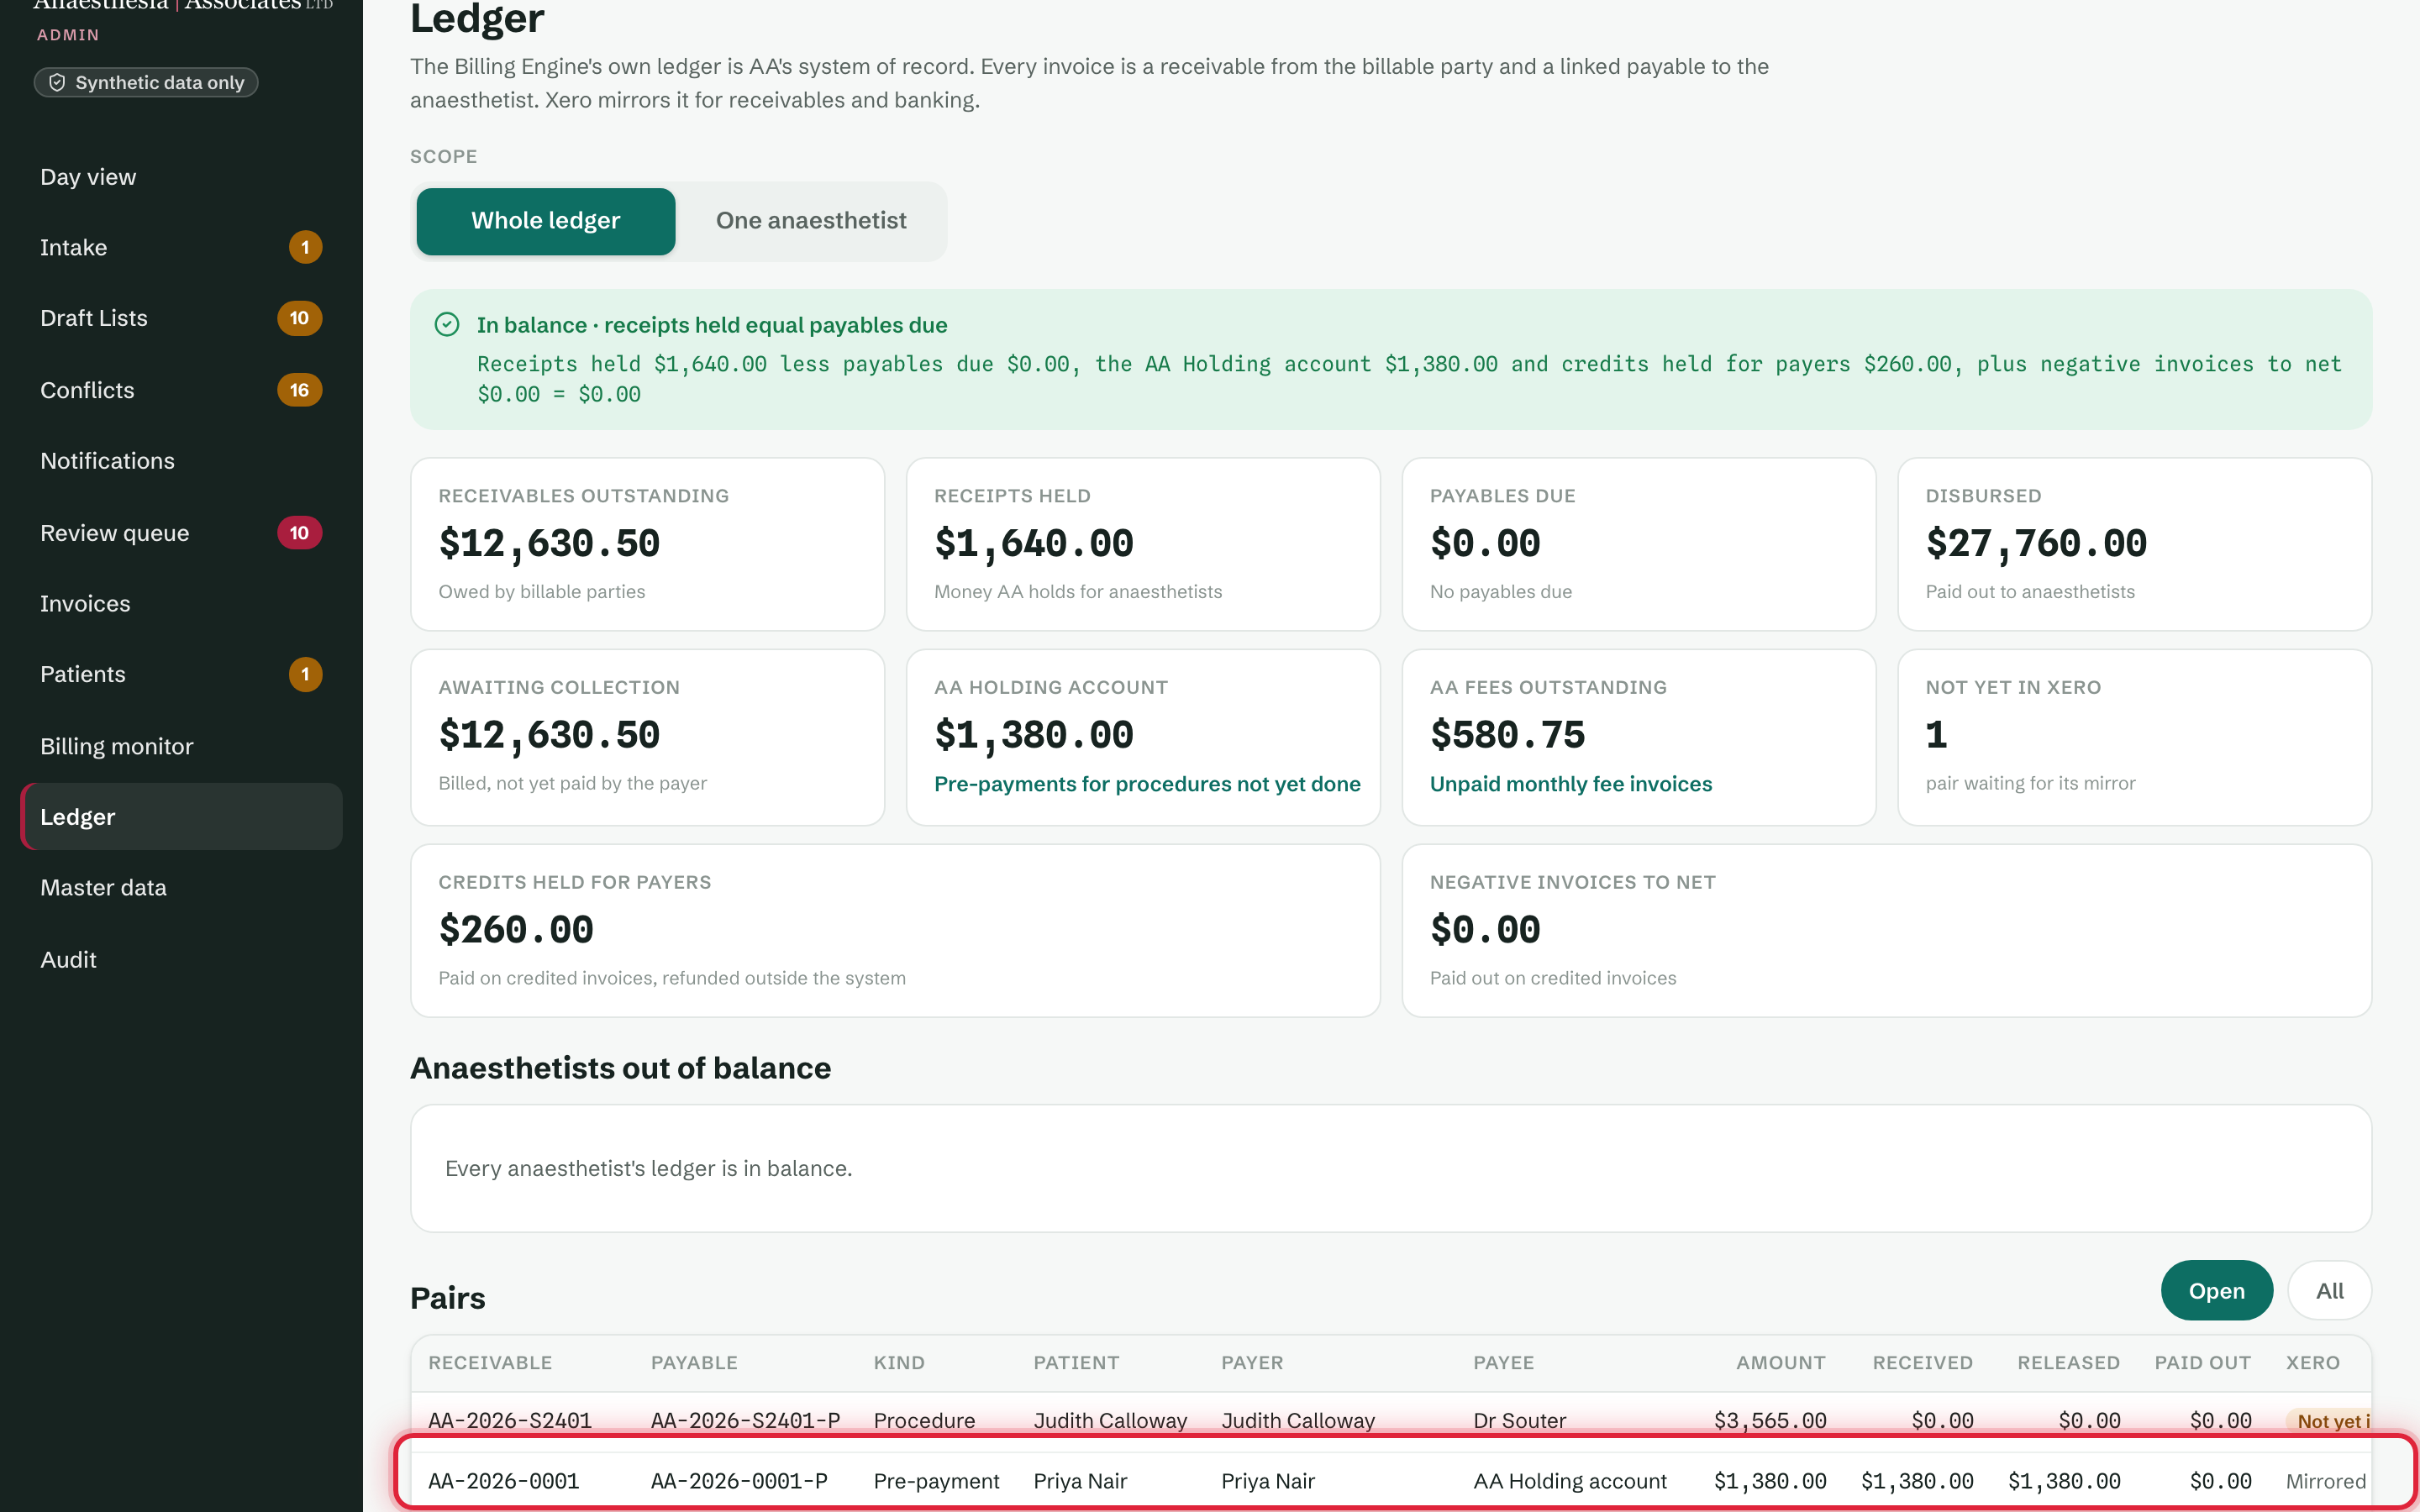 Anaesthesia | Associates LTD
ADMIN
Synthetic data only
Day view
Intake 1
Draft Lists 10
Conflicts 16
Notifications
Review queue 10
Invoices
Patients 1
Billing monitor
Ledger
Master data
Audit
Ledger
The Billing Engine's own ledger is AA's system of record. Every invoice is a receivable from the billable party and a linked payable to the
anaesthetist. Xero mirrors it for receivables and banking.
SCOPE
Whole ledger One anaesthetist
In balance · receipts held equal payables due
Receipts held $1,640.00 less payables due $0.00, the AA Holding account $1,380.00 and credits held for payers $260.00, plus negative invoices to net
$0.00 = $0.00
RECEIVABLES OUTSTANDING
$12,630.50
Owed by billable parties
RECEIPTS HELD
$1,640.00
Money AA holds for anaesthetists
PAYABLES DUE
$0.00
No payables due
DISBURSED
$27,760.00
Paid out to anaesthetists
AWAITING COLLECTION
$12,630.50
Billed, not yet paid by the payer
AA HOLDING ACCOUNT
$1,380.00
Pre-payments for procedures not yet done
AA FEES OUTSTANDING
$580.75
Unpaid monthly fee invoices
NOT YET IN XERO
1
pair waiting for its mirror
CREDITS HELD FOR PAYERS
$260.00
Paid on credited invoices, refunded outside the system
NEGATIVE INVOICES TO NET
$0.00
Paid out on credited invoices
Anaesthetists out of balance
Every anaesthetist's ledger is in balance.
Pairs
Open All
RECEIVABLE PAYABLE KIND PATIENT PAYER PAYEE AMOUNT RECEIVED RELEASED PAID OUT XERO
AA-2026-S2401 AA-2026-S2401-P Procedure Judith Calloway Judith Calloway Dr Souter $3,565.00 $0.00 $0.00 $0.00 Not yet i
AA-2026-0001 AA-2026-0001-P Pre-payment Priya Nair Priya Nair AA Holding account $1,380.00 $1,380.00 $1,380.00 $0.00 Mirrored